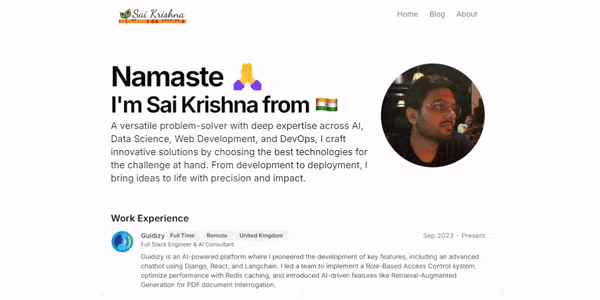 Sai Krishna
Home Blog About
Namaste 🙏
I'm Sai Krishna from 🇮🇳
A versatile problem-solver with deep expertise across AI,
Data Science, Web Development, and DevOps, I craft
innovative solutions by choosing the best technologies for
the challenge at hand. From development to deployment, I
bring ideas to life with precision and impact.
Work Experience
Guidizy Full Time Remote United Kingdom Sep 2023 - Present
Full Stack Engineer & AI Consultant
Guidizy is an AI-powered platform where I pioneered the development of key features, including an advanced
chatbot using Django, React, and Langchain. I led a team to implement a Role-Based Access Control system,
optimize performance with Redis caching, and introduced AI-driven features like Retrieval-Augmented
Generation for PDF document interrogation.